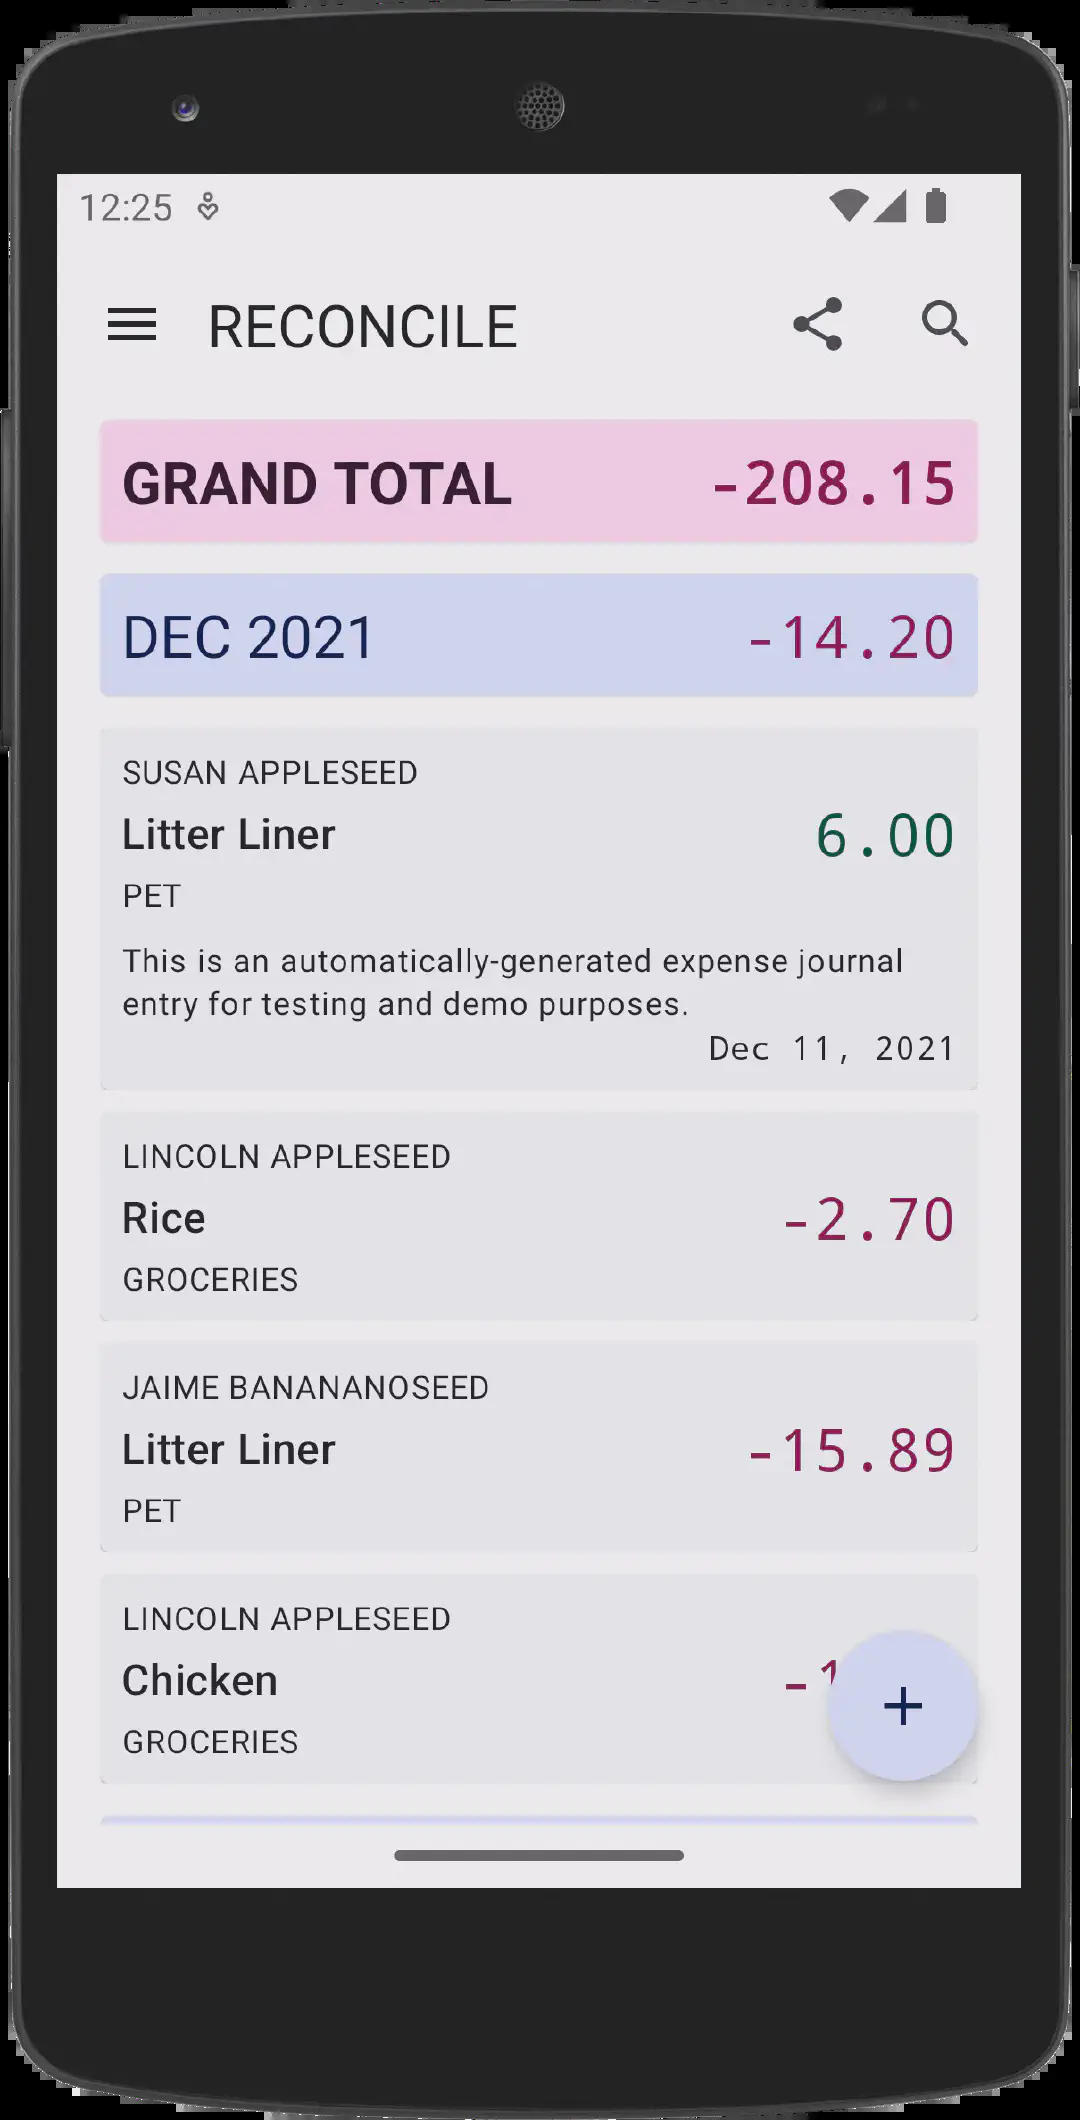 12:25
RECONCILE
GRAND TOTAL -208.15
DEC 2021 -14.20
SUSAN APPLESEED
Litter Liner 6.00
PET
This is an automatically-generated expense journal
entry for testing and demo purposes.
Dec 11, 2021
LINCOLN APPLESEED
Rice -2.70
GROCERIES
JAIME BANANANOSEED
Litter Liner -15.89
PET
LINCOLN APPLESEED
Chicken
GROCERIES